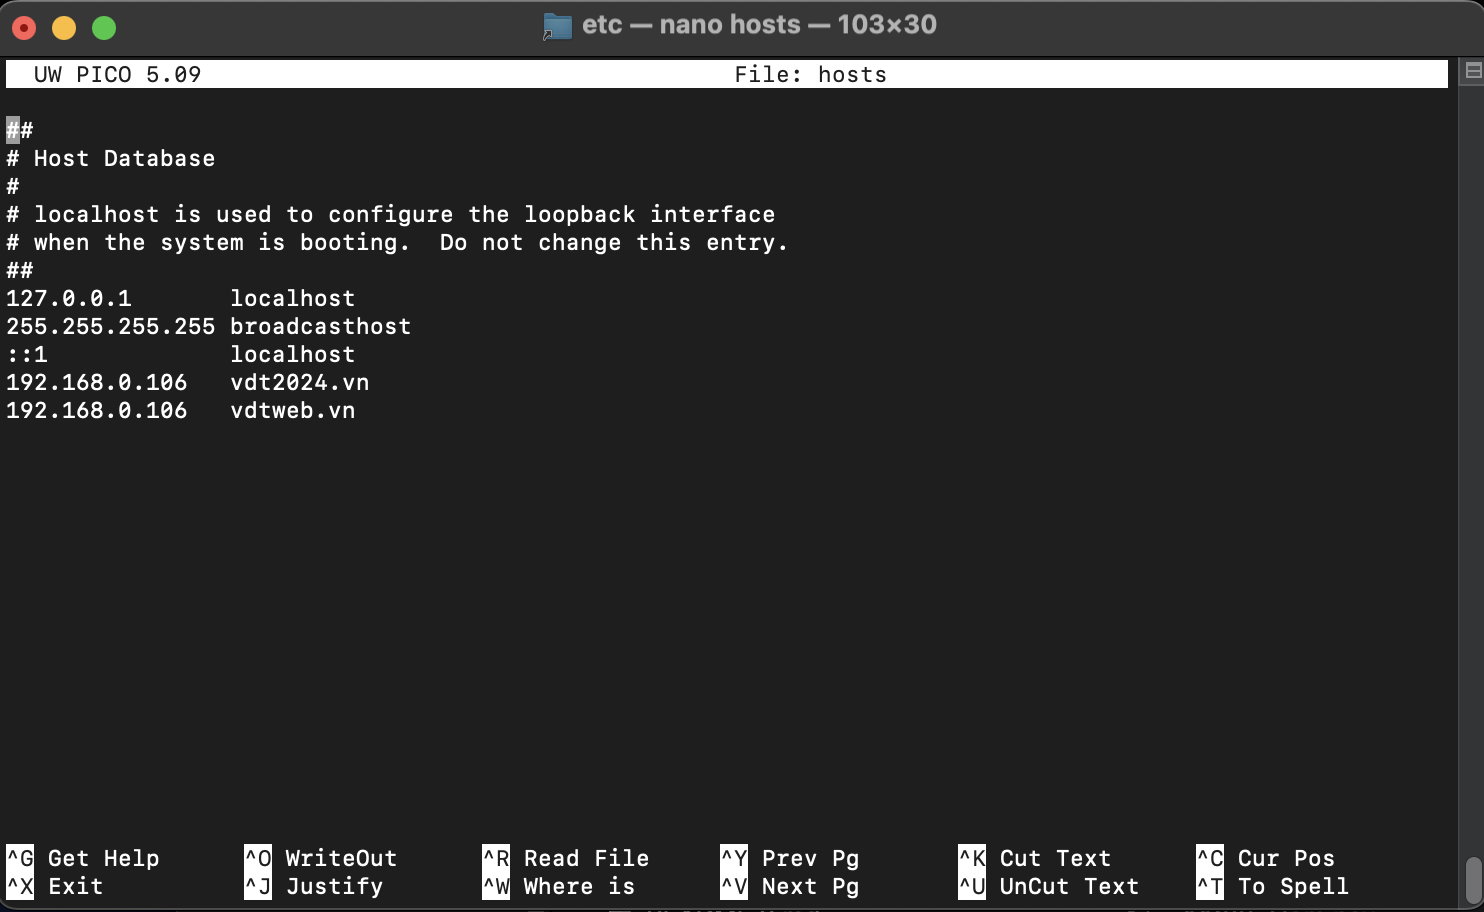 etc — nano hosts — 103×30
UW PICO 5.09 File: hosts
##
# Host Database
#
# localhost is used to configure the loopback interface
# when the system is booting.  Do not change this entry.
##
127.0.0.1       localhost
255.255.255.255 broadcasthost
::1             localhost
192.168.0.106   vdt2024.vn
192.168.0.106   vdtweb.vn
^G Get Help ^O WriteOut ^R Read File ^Y Prev Pg ^K Cut Text ^C Cur Pos
^X Exit ^J Justify ^W Where is ^V Next Pg ^U UnCut Text ^T To Spell